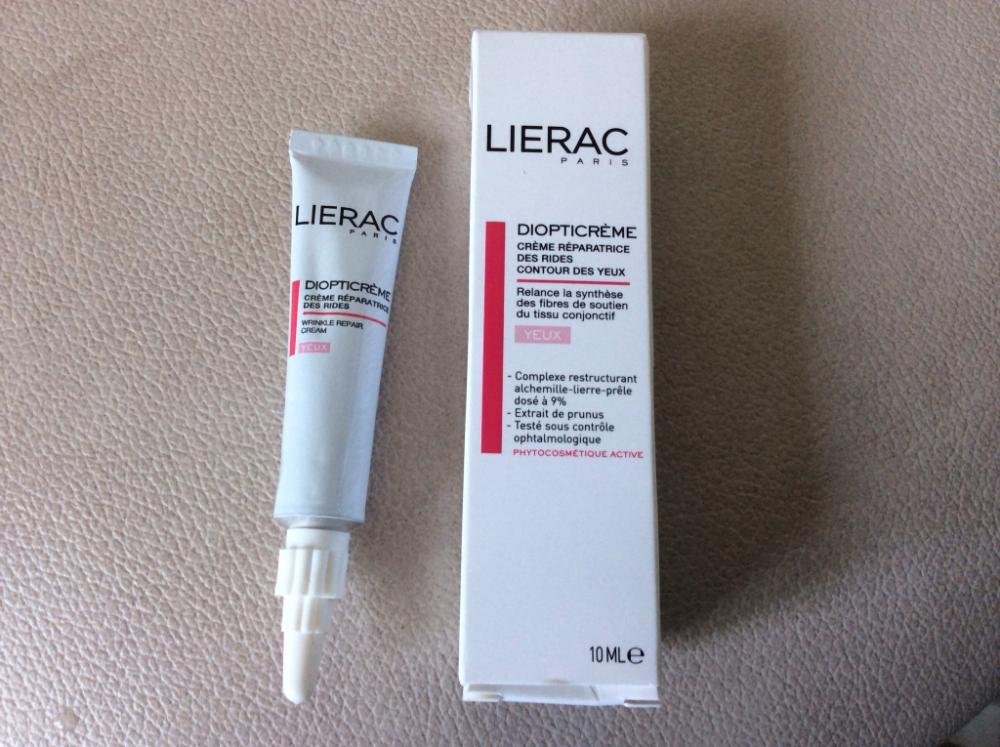 LIERAC
PARIS
DIOPTICRÈME
CRÈME RÉPARATRICE
DES RIDES
WRINKLE REPAIR
CREAM
YEUX
LIERAC
PARIS
DIOPTICRÈME
CRÈME RÉPARATRICE
DES RIDES
CONTOUR DES YEUX
Relance la synthèse
des fibres de soutien
du tissu conjonctif
YEUX
- Complexe restructurant
alchemille-lierre-prêle
dosé à 9%
- Extrait de prunus
- Testé sous contrôle
ophtalmologique
PHYTOCOSMÉTIQUE ACTIVE
10 ML℮